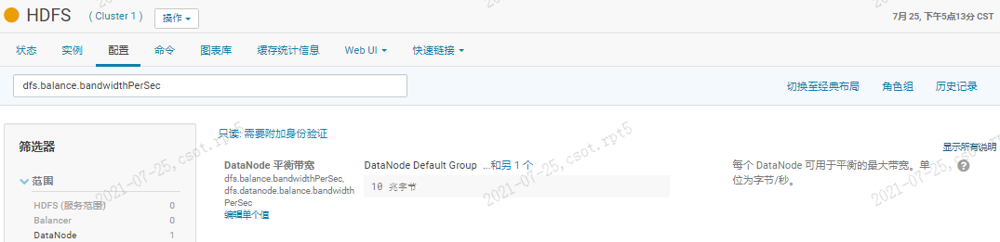 HDFS ( Cluster 1 ) 操作
7月 25, 下午5点13分 CST
状态 实例 配置 命令 图表库 缓存统计信息 Web UI 快速链接
dfs.balance.bandwidthPerSec
切换至经典布局 角色组 历史记录
筛选器
范围
HDFS (服务范围) 0
Balancer 0
DataNode 1
只读: 需要附加身份验证
显示所有说明
DataNode 平衡带宽
dfs.balance.bandwidthPerSec,
dfs.datanode.balance.bandwidth
PerSec
编辑单个值
DataNode Default Group ...和另 1 个
10 兆字节
每个 DataNode 可用于平衡的最大带宽。单
位为字节/秒。
?
2021-07-25,csot.rpt5
2021-07-25,csot.rpt5
2021-07-25,csot.rpt5